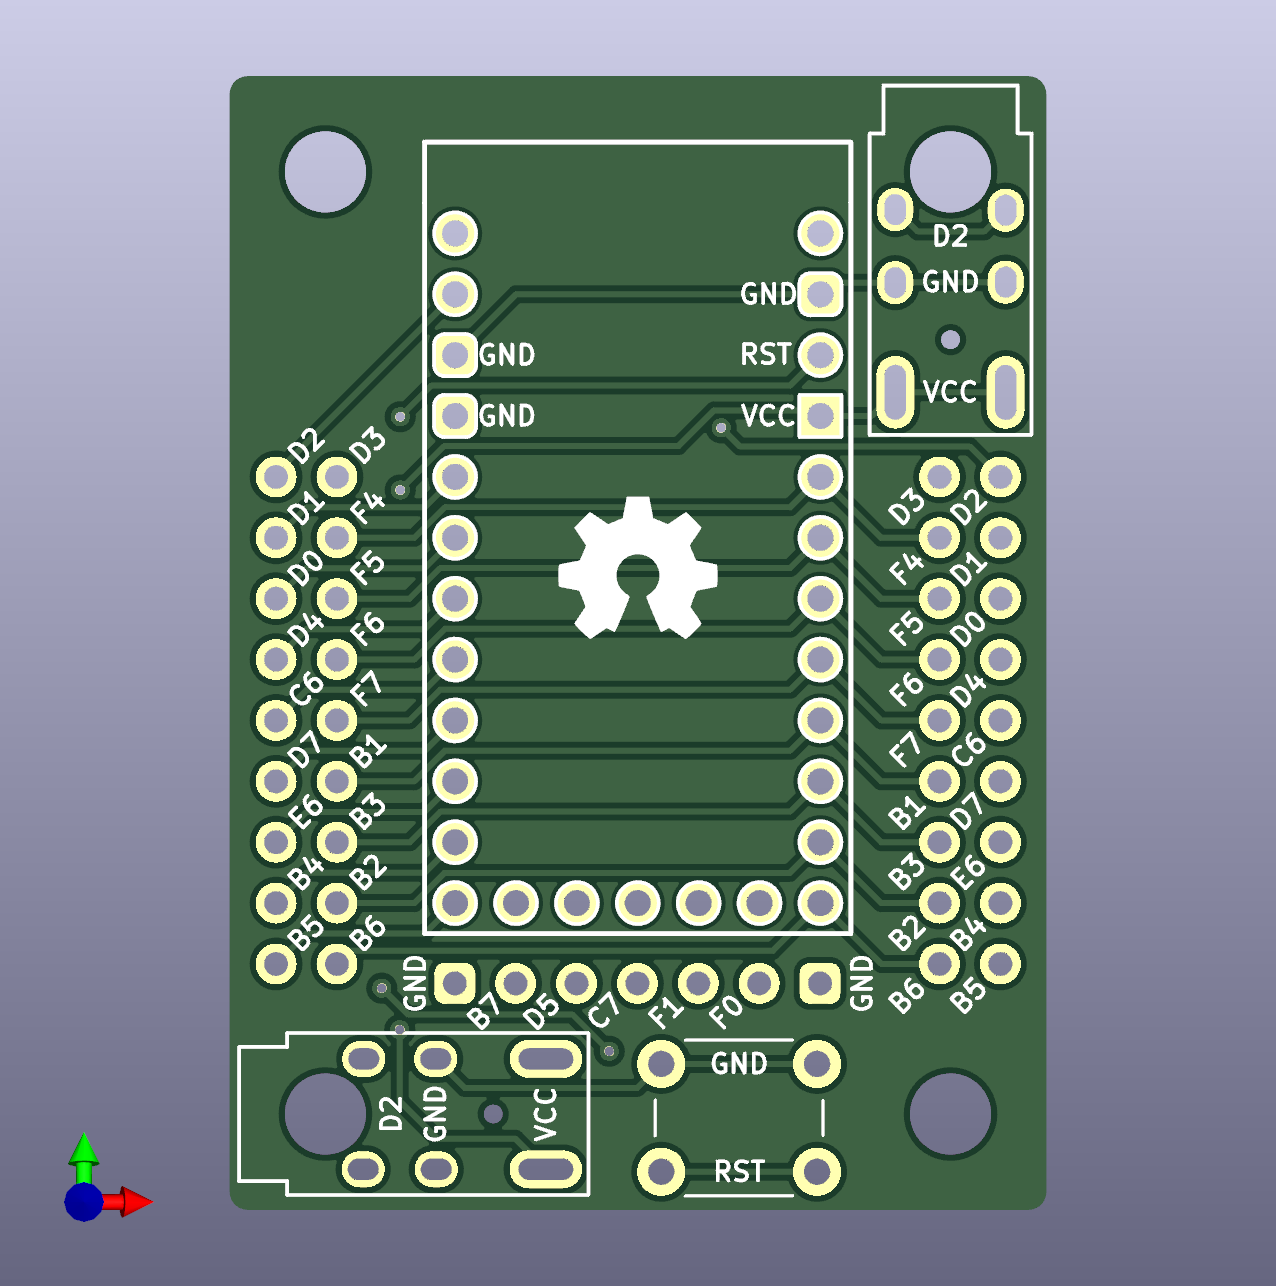 D2
GND
GND
RST
GND
VCC
GND
VCC
D2 D3
D1 F4
D0 F5
D4 F6
C6 F7
D7 B1
E6 B3
B4 B2
B5 B6
D3 D2
F4 D1
F5 D0
F6 D4
F7 C6
B1 D7
B3 E6
B2 B4
B6 B5
GND B7 D5 C7 F1 F0 GND
D2 GND VCC
GND
RST